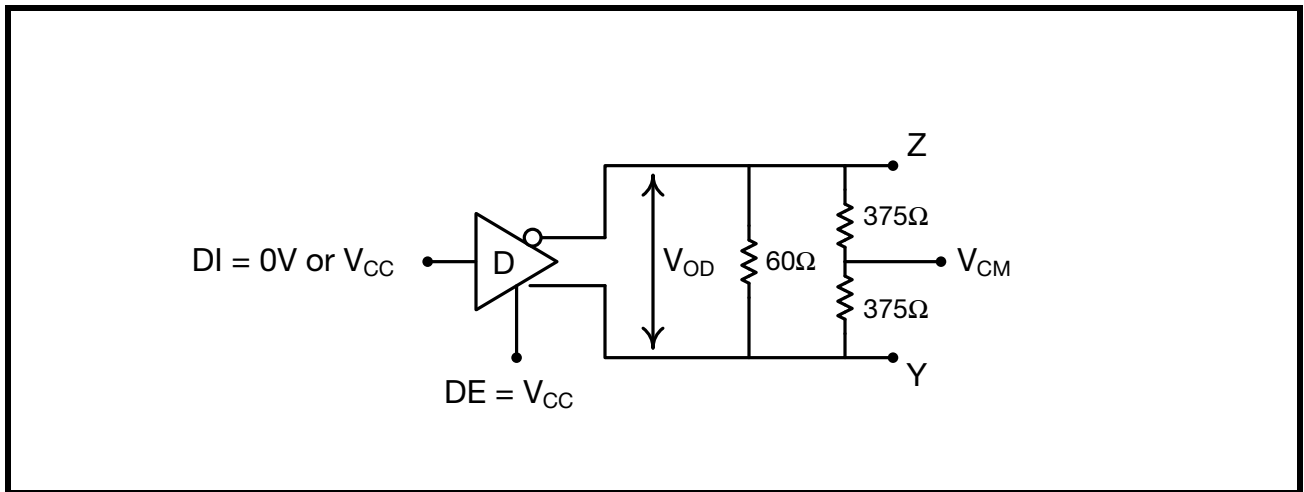 Z
375Ω
DI = 0V or VCC
D
VOD
60Ω
VCM
375Ω
Y
DE = VCC